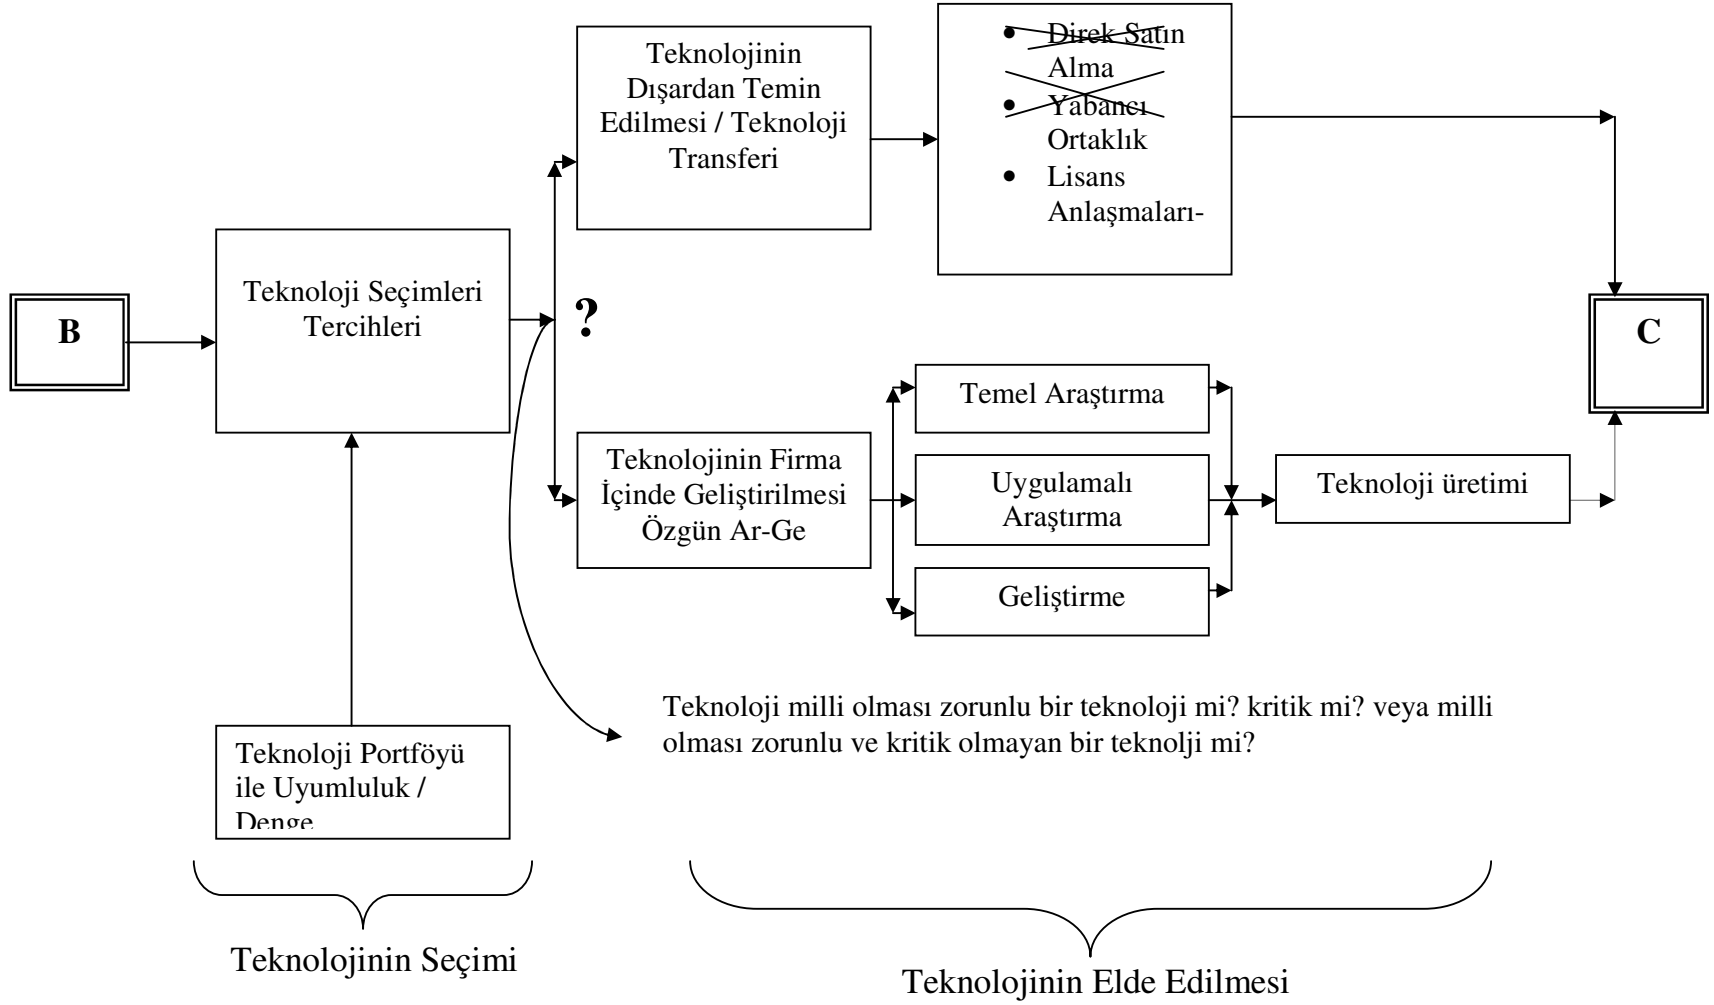 Teknolojinin
Dışardan Temin
Edilmesi / Teknoloji
Transferi
• Direk Satın
Alma
• Yabancı
Ortaklık
• Lisans
Anlaşmaları-
B
Teknoloji Seçimleri
Tercihleri
?
C
Teknolojinin Firma
İçinde Geliştirilmesi
Özgün Ar-Ge
Temel Araştırma
Uygulamalı
Araştırma
Geliştirme
Teknoloji üretimi
Teknoloji milli olması zorunlu bir teknoloji mi? kritik mi? veya milli
olması zorunlu ve kritik olmayan bir teknolji mi?
Teknoloji Portföyü
ile Uyumluluk /
Denge
Teknolojinin Seçimi
Teknolojinin Elde Edilmesi